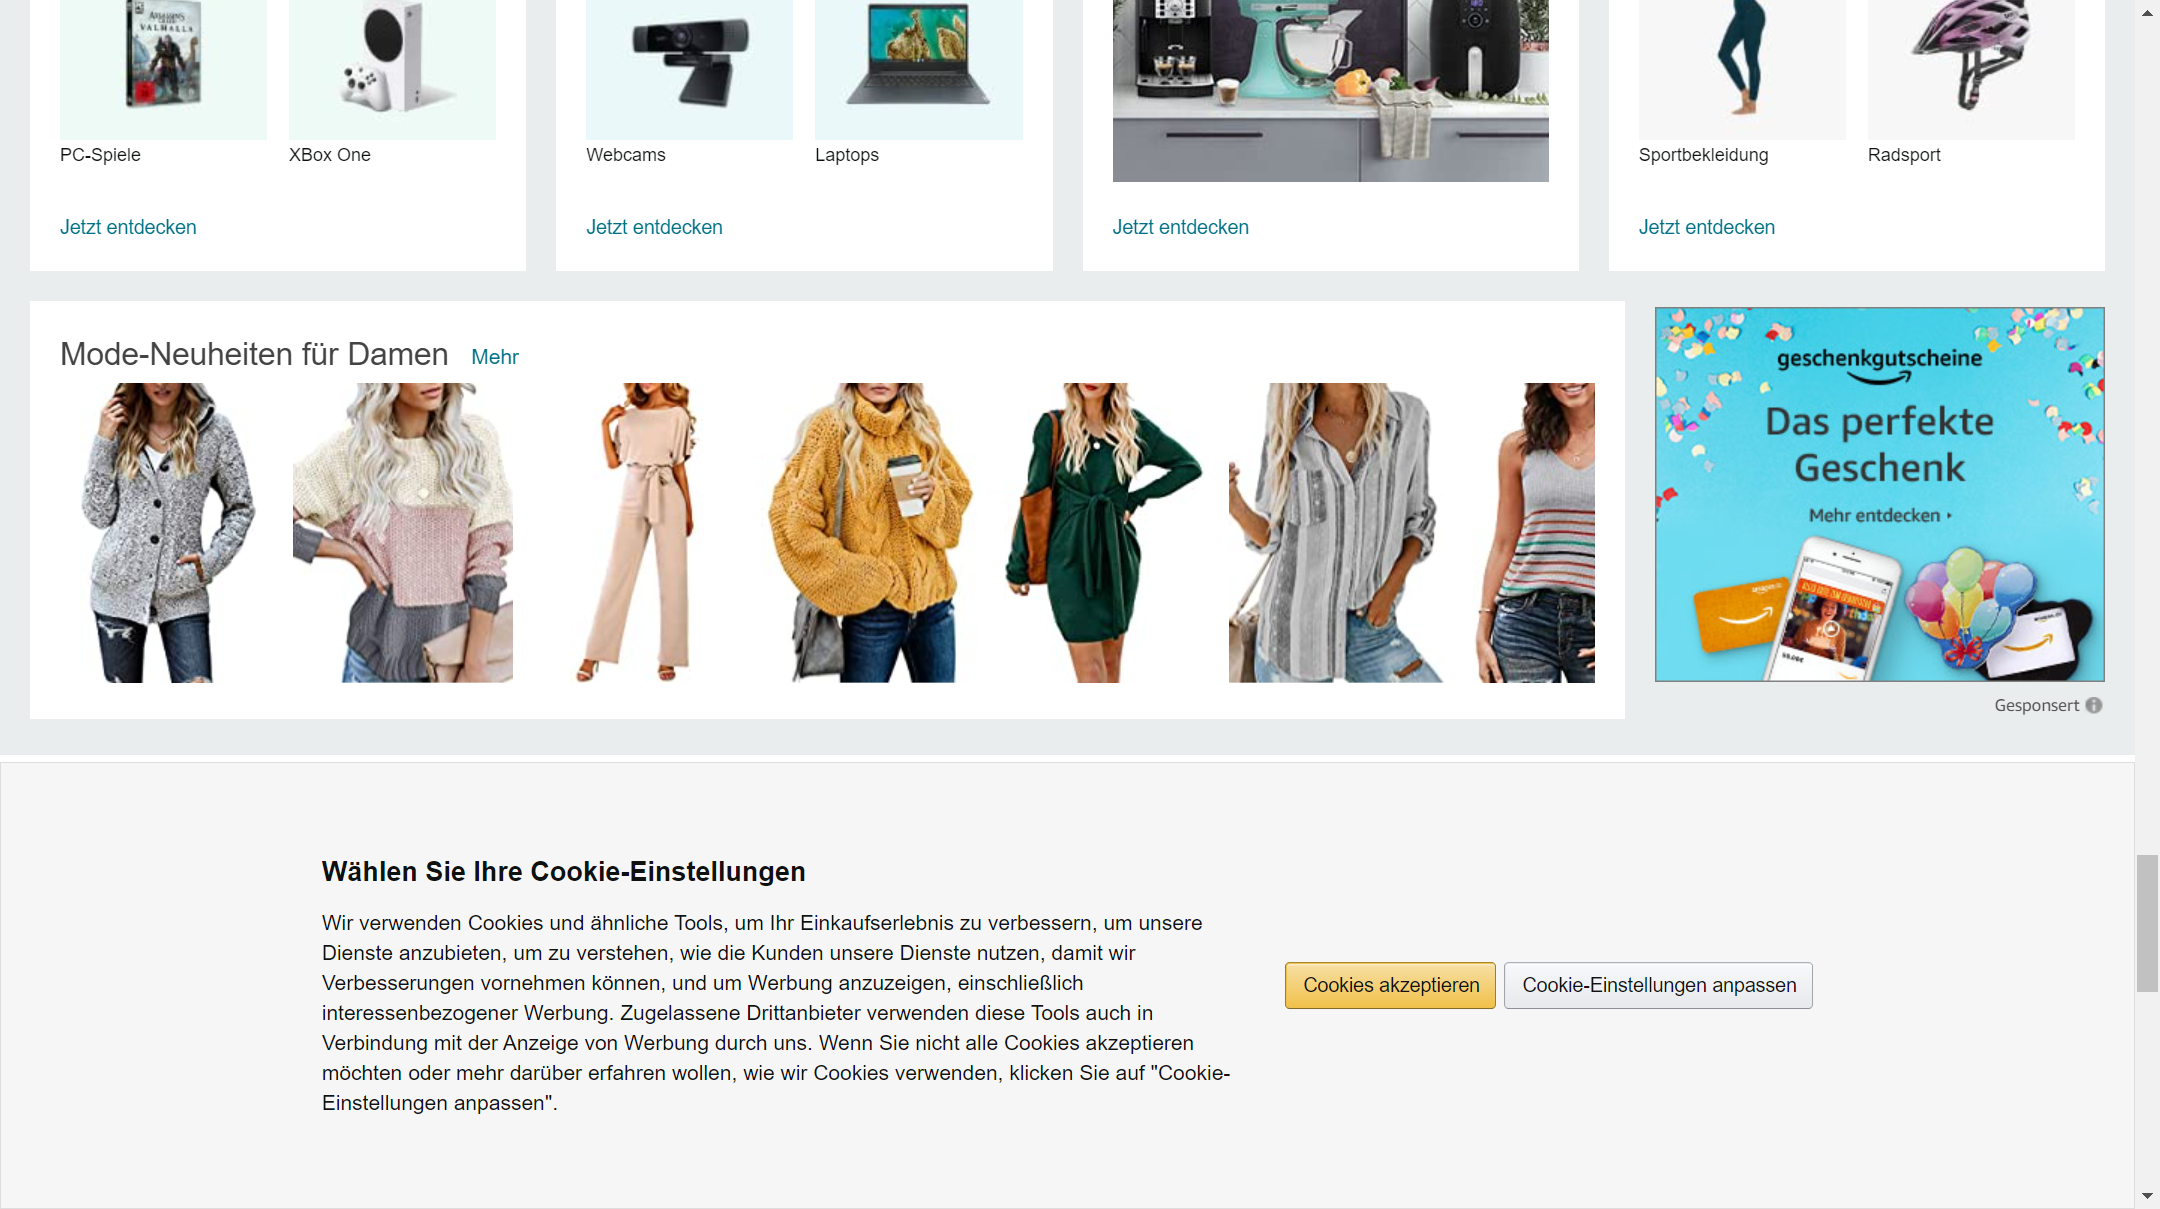 VALHALLA
PC-Spiele
XBox One
Webcams
Laptops
Sportbekleidung
Radsport
Jetzt entdecken
Jetzt entdecken
Jetzt entdecken
Jetzt entdecken
Mode-Neuheiten für Damen
Mehr
geschenkgutscheine
Das perfekte
Geschenk
Mehr entdecken
Gesponsert
Wählen Sie Ihre Cookie-Einstellungen
Wir verwenden Cookies und ähnliche Tools, um Ihr Einkaufserlebnis zu verbessern, um unsere
Dienste anzubieten, um zu verstehen, wie die Kunden unsere Dienste nutzen, damit wir
Verbesserungen vornehmen können, und um Werbung anzuzeigen, einschließlich
interessenbezogener Werbung. Zugelassene Drittanbieter verwenden diese Tools auch in
Verbindung mit der Anzeige von Werbung durch uns. Wenn Sie nicht alle Cookies akzeptieren
möchten oder mehr darüber erfahren wollen, wie wir Cookies verwenden, klicken Sie auf "Cookie-
Einstellungen anpassen".
Cookies akzeptieren
Cookie-Einstellungen anpassen